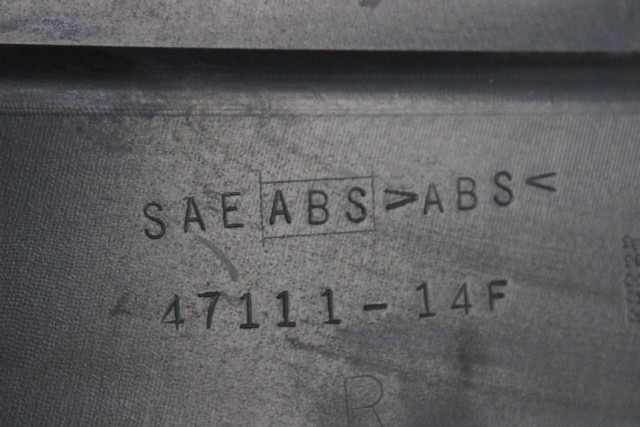 SAE ABS >ABS<
47111-14F
R